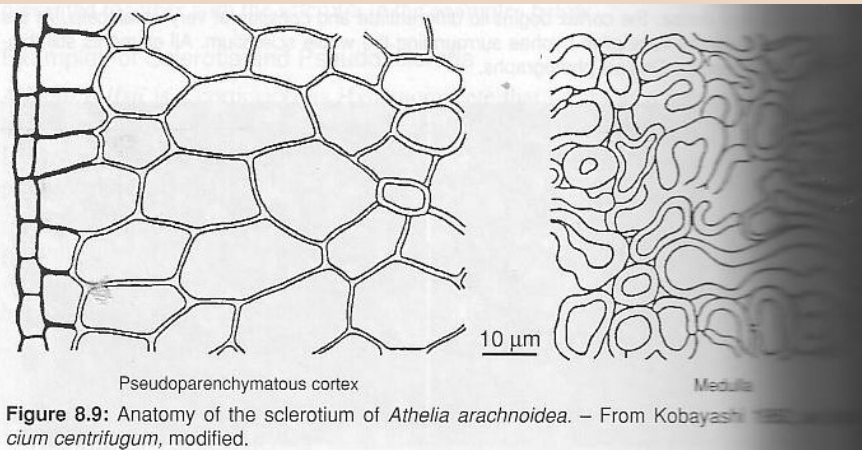 10 µm
Pseudoparenchymatous cortex
Medulla
Figure 8.9: Anatomy of the sclerotium of Athelia arachnoidea. – From Kobayashi
cium centrifugum, modified.